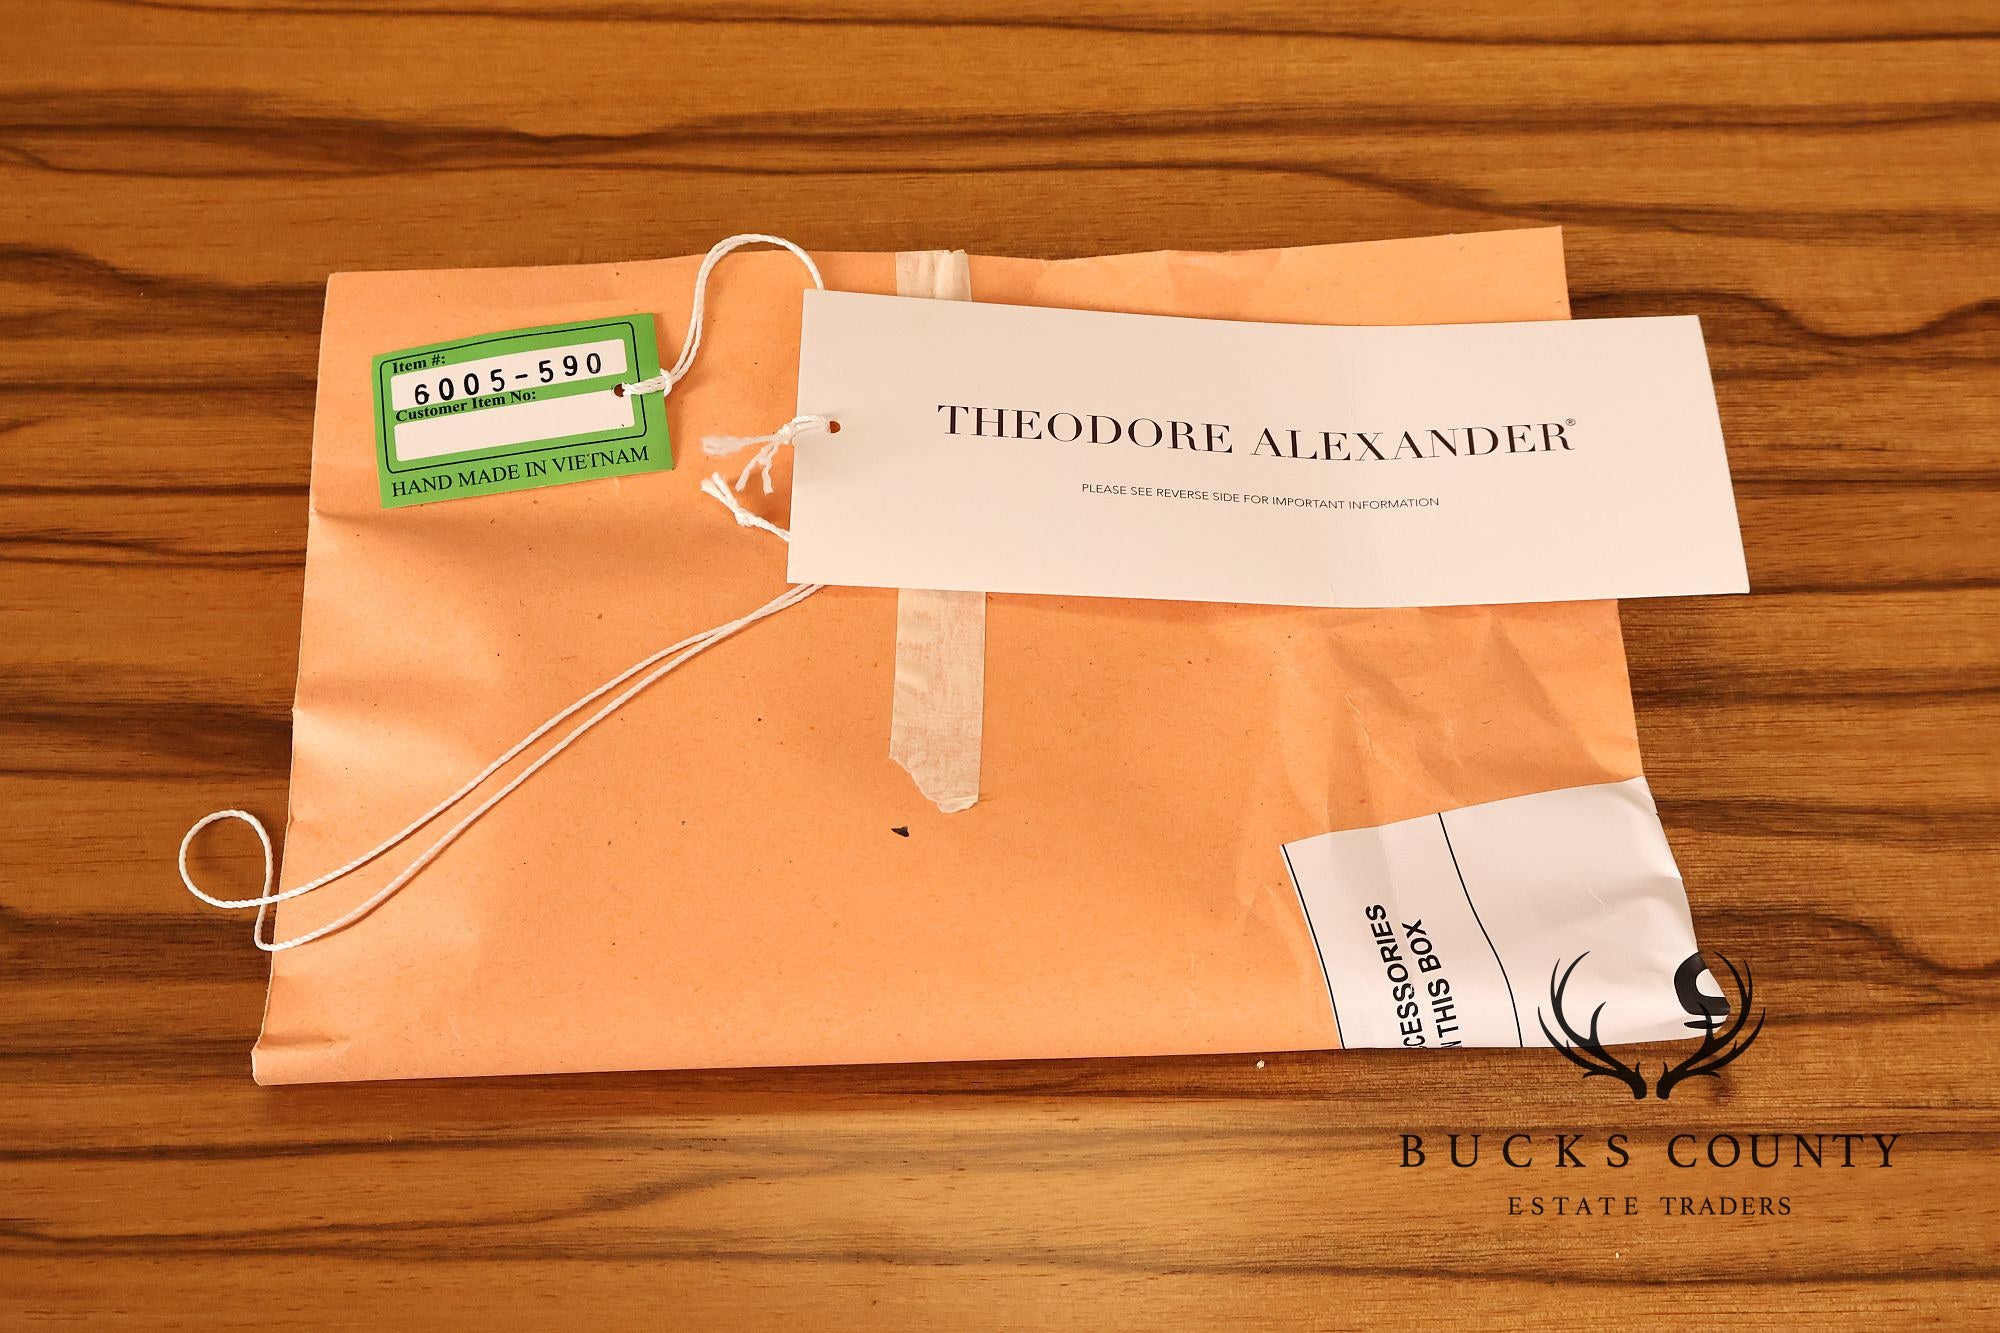 Item #:
6005-590
Customer Item No:
HAND MADE IN VIETNAM
THEODORE ALEXANDER®
PLEASE SEE REVERSE SIDE FOR IMPORTANT INFORMATION
CCESSORIES
N THIS BOX
BUCKS COUNTY
ESTATE TRADERS